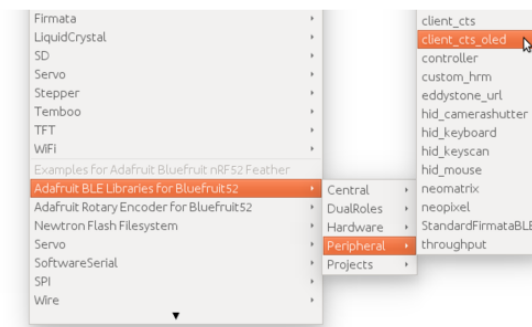 Firmata
LiquidCrystal
SD
Servo
Stepper
Temboo
TFT
WiFi
Examples for Adafruit Bluefruit nRF52 Feather
Adafruit BLE Libraries for Bluefruit52
Adafruit Rotary Encoder for Bluefruit52
Newtron Flash Filesystem
Servo
SoftwareSerial
SPI
Wire
Central
DualRoles
Hardware
Peripheral
Projects
client_cts
client_cts_oled
controller
custom_hrm
eddystone_url
hid_camerashutter
hid_keyboard
hid_keyscan
hid_mouse
neomatrix
neopixel
StandardFirmataBLE
throughput